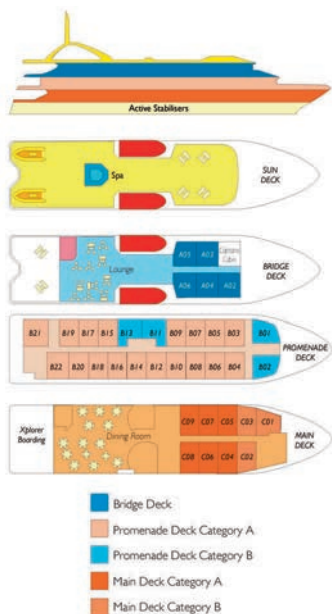 Active Stabilisers
Spa
SUN
DECK
A05 A03 Captains
Cabin
Lounge
A06 A04 A02
BRIDGE
DECK
B21 B19 B17 B15 B12 B11 B09 B07 B05 B03 B01
PROMENADE
DECK
B22 B20 B18 B16 B14 B12 B10 B08 B06 B04 B02
Xplorer
Boarding
Dining Room
C09 C07 C05 C03 C01
C08 C06 C04 C02
MAIN
DECK
Bridge Deck
Promenade Deck Category A
Promenade Deck Category B
Main Deck Category A
Main Deck Category B